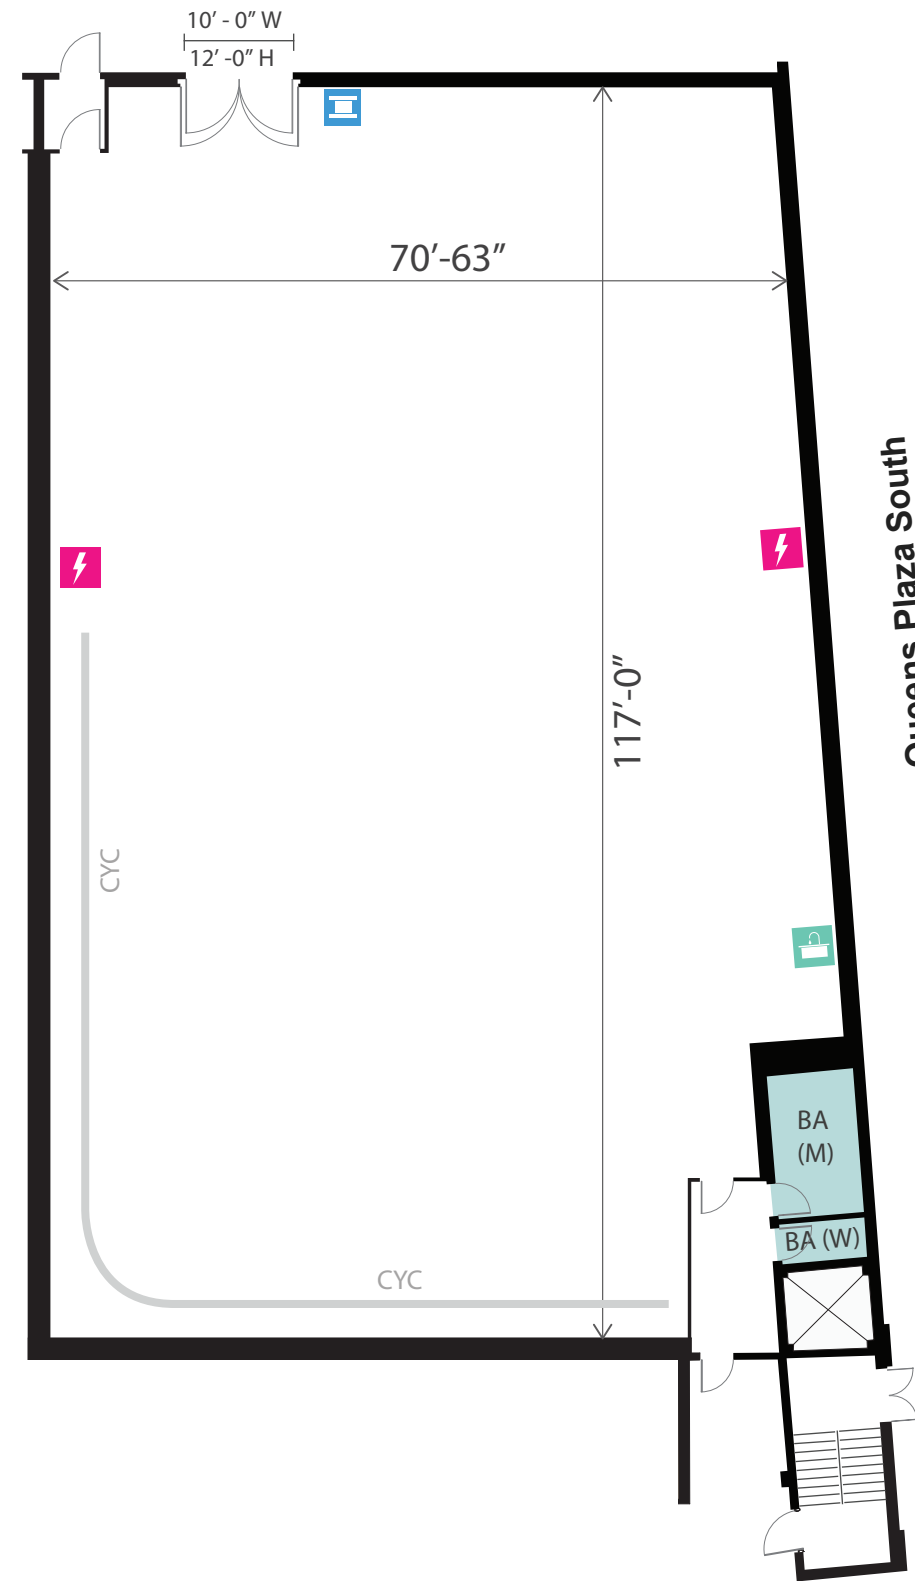 10' - 0" W
12' -0" H
70'-63"
Queens Plaza South
117'-0"
CYC
BA
(M)
BA (W)
CYC